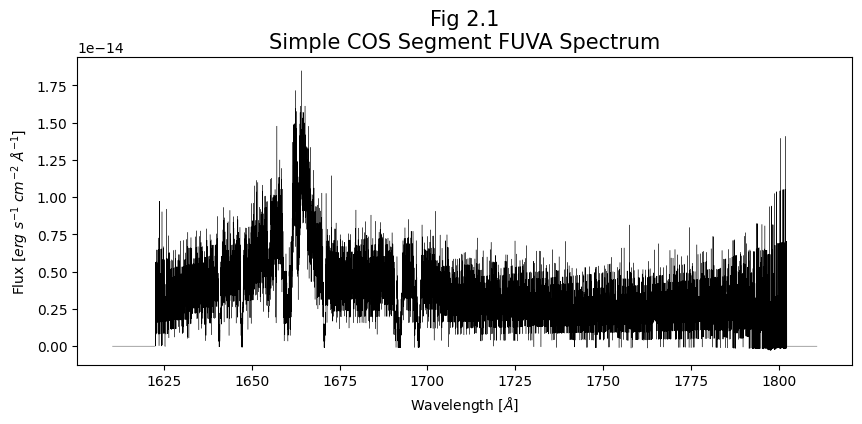 Fig 2.1
Simple COS Segment FUVA Spectrum
1e−14
1.75
1.50
1.25
1.00
0.75
0.50
0.25
0.00
Flux [erg s⁻¹ cm⁻² Å⁻¹]
1625 1650 1675 1700 1725 1750 1775 1800
Wavelength [Å]